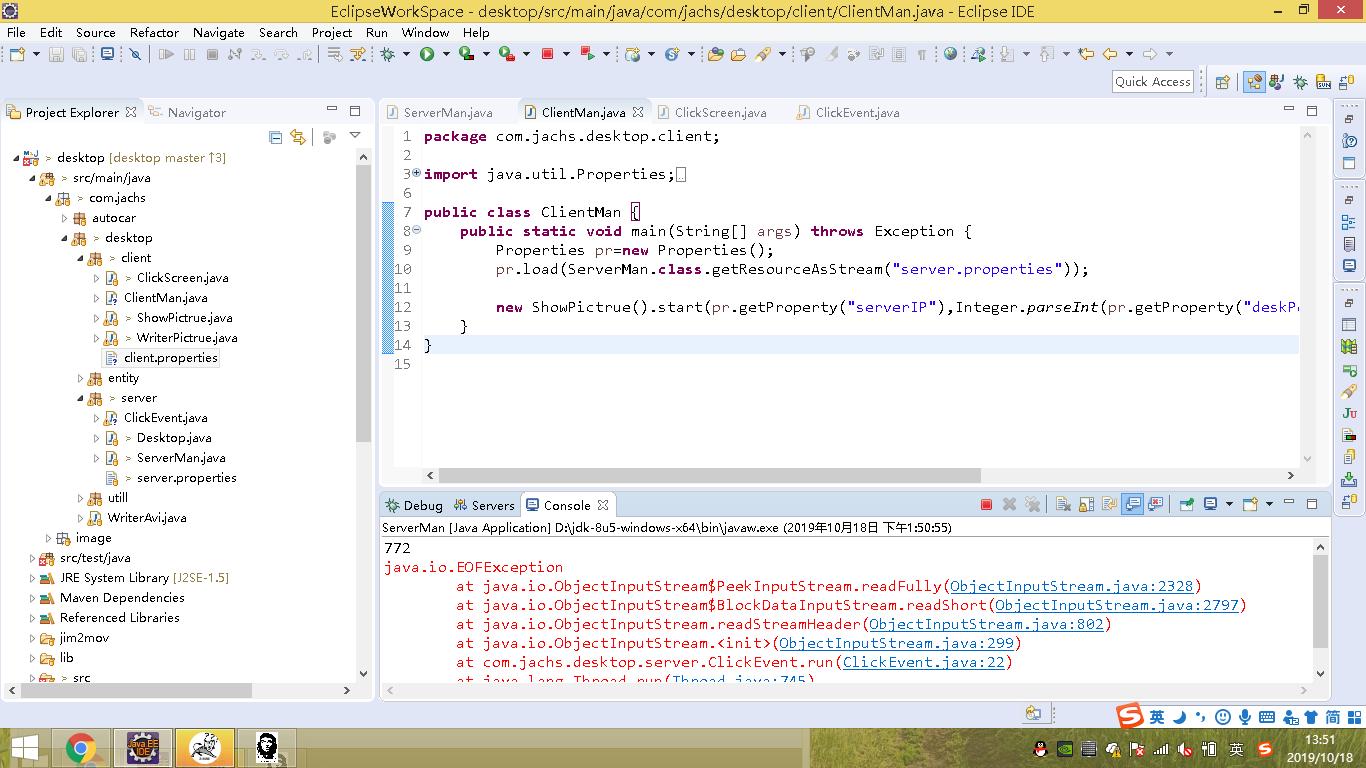 EclipseWorkSpace - desktop/src/main/java/com/jachs/desktop/client/ClientMan.java - Eclipse IDE
File Edit Source Refactor Navigate Search Project Run Window Help
Quick Access
Project Explorer Navigator
> desktop [desktop master ↑3]
> src/main/java
> com.jachs
autocar
> desktop
> client
> ClickScreen.java
ClientMan.java
> ShowPictrue.java
> WriterPictrue.java
client.properties
entity
> server
ClickEvent.java
> Desktop.java
> ServerMan.java
> server.properties
utill
WriterAvi.java
image
src/test/java
JRE System Library [J2SE-1.5]
Maven Dependencies
Referenced Libraries
jim2mov
lib
> src
ServerMan.java ClientMan.java ClickScreen.java ClickEvent.java
1 package com.jachs.desktop.client;
2
3 import java.util.Properties;
6
7 public class ClientMan {
8 public static void main(String[] args) throws Exception {
9 Properties pr=new Properties();
10 pr.load(ServerMan.class.getResourceAsStream("server.properties"));
11
12 new ShowPictrue().start(pr.getProperty("serverIP"),Integer.parseInt(pr.getProperty("deskP
13 }
14 }
15
Debug Servers Console
ServerMan [Java Application] D:\jdk-8u5-windows-x64\bin\javaw.exe (2019年10月18日 下午1:50:55)
772
java.io.EOFException
at java.io.ObjectInputStream$PeekInputStream.readFully(ObjectInputStream.java:2328)
at java.io.ObjectInputStream$BlockDataInputStream.readShort(ObjectInputStream.java:2797)
at java.io.ObjectInputStream.readStreamHeader(ObjectInputStream.java:802)
at java.io.ObjectInputStream.<init>(ObjectInputStream.java:299)
at com.jachs.desktop.server.ClickEvent.run(ClickEvent.java:22)
at java.lang.Thread.run(Thread.java:745)
英 简
Java EE IDE
英
13:51
2019/10/18